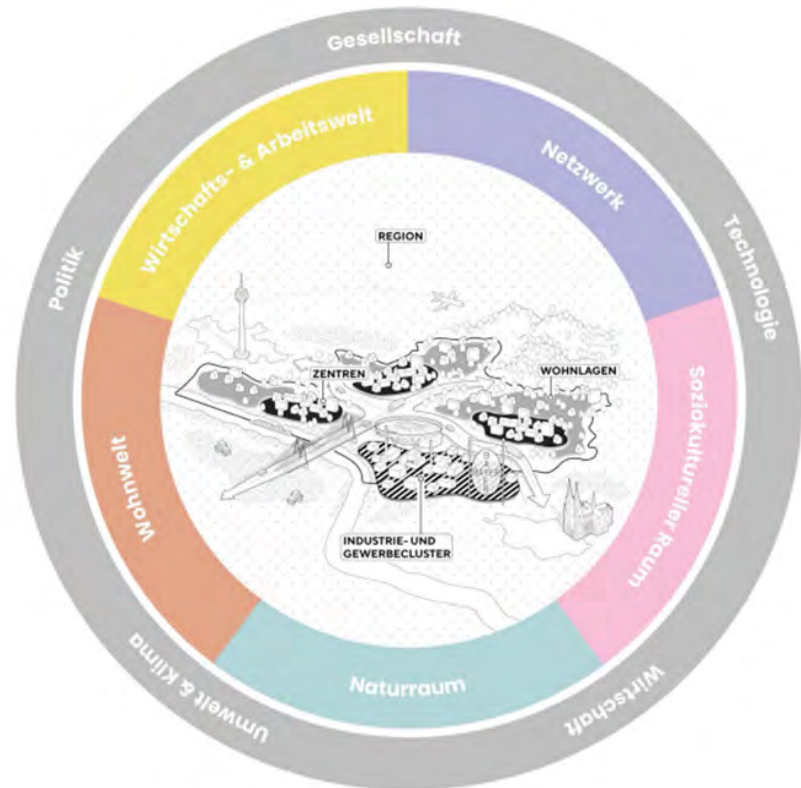 Gesellschaft
Technologie
Wirtschaft
Umwelt & Klima
Politik
Wirtschafts- & Arbeitswelt
Netzwerk
Soziokultureller Raum
Naturraum
Wohnwelt
REGION
ZENTREN
WOHNLAGEN
INDUSTRIE- UND
GEWERBECLUSTER